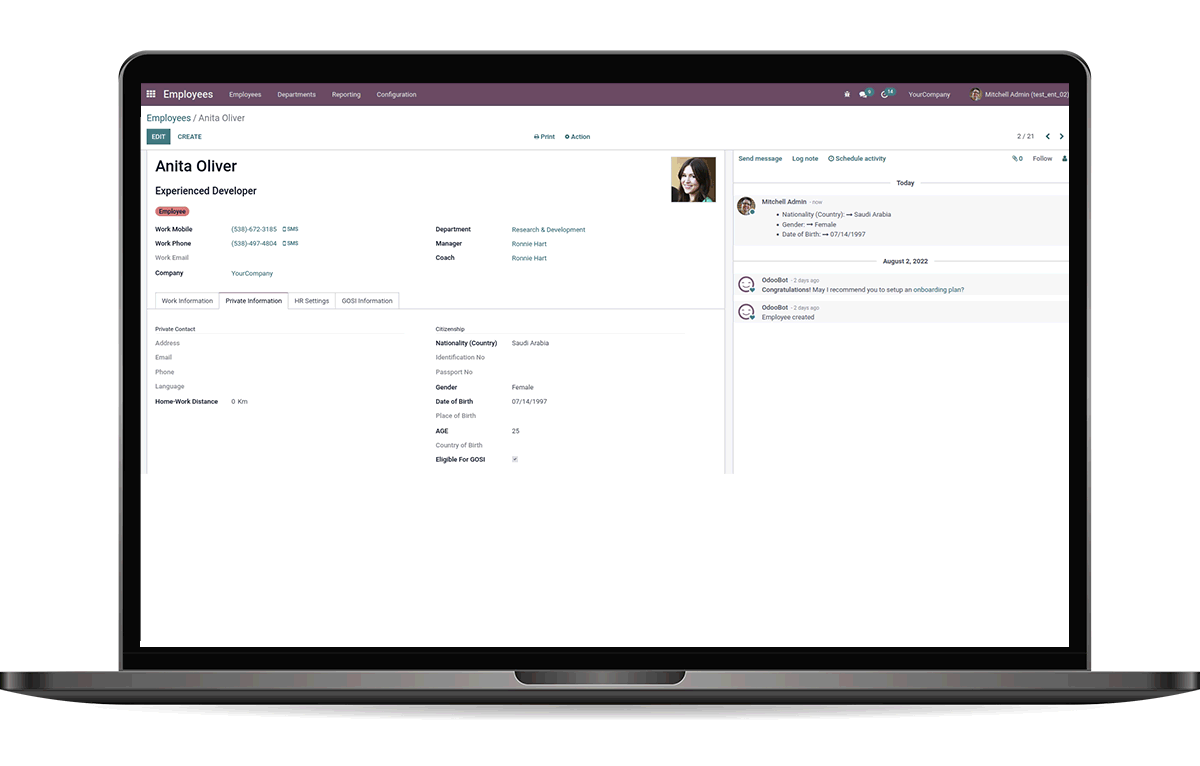 Employees Employees Departments Reporting Configuration 9 14 YourCompany Mitchell Admin (test_ent_02)
Employees / Anita Oliver
EDIT CREATE Print Action 2 / 21
Send message Log note Schedule activity 0 Follow
Anita Oliver
Experienced Developer
Employee
Work Mobile (538)-672-3185 SMS
Work Phone (538)-497-4804 SMS
Work Email
Company YourCompany
Department Research & Development
Manager Ronnie Hart
Coach Ronnie Hart
Work Information Private Information HR Settings GOSI Information
Private Contact
Address
Email
Phone
Language
Home-Work Distance 0 Km
Citizenship
Nationality (Country) Saudi Arabia
Identification No
Passport No
Gender Female
Date of Birth 07/14/1997
Place of Birth
AGE 25
Country of Birth
Eligible For GOSI
Today
Mitchell Admin - now
• Nationality (Country): → Saudi Arabia
• Gender: → Female
• Date of Birth: → 07/14/1997
August 2, 2022
OdooBot - 2 days ago
Congratulations! May I recommend you to setup an onboarding plan?
OdooBot - 2 days ago
Employee created